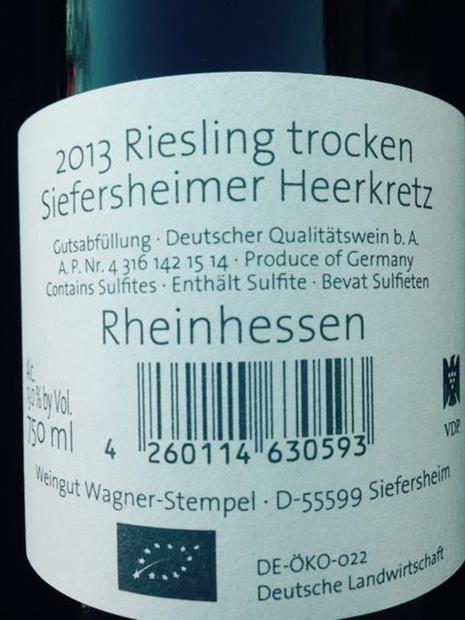 2013 Riesling trocken
Siefersheimer Heerkretz
Gutsabfüllung · Deutscher Qualitätswein b. A.
A. P. Nr. 4 316 142 15 14 · Produce of Germany
Contains Sulfites · Enthält Sulfite · Bevat Sulfieten
Rheinhessen
Alc.
% by Vol.
750 ml
4 260114 630593
VDP
Weingut Wagner-Stempel · D-55599 Siefersheim
DE-ÖKO-022
Deutsche Landwirtschaft